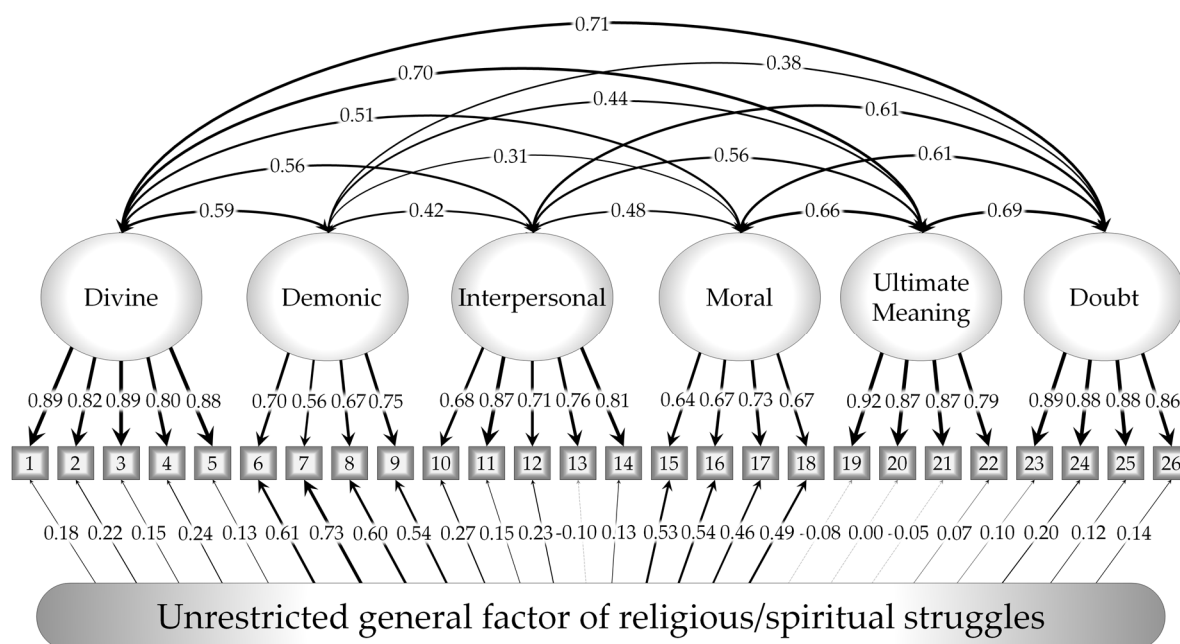 0.71
0.70
0.38
0.44
0.51
0.61
0.56
0.31
0.56
0.61
0.59
0.42
0.48
0.66
0.69
Divine
Demonic
Interpersonal
Moral
Ultimate
Meaning
Doubt
0.89 0.82 0.89 0.80 0.88 0.70 0.56 0.67 0.75 0.68 0.87 0.71 0.76 0.81 0.64 0.67 0.73 0.67 0.92 0.87 0.87 0.79 0.89 0.88 0.88 0.86
1 2 3 4 5 6 7 8 9 10 11 12 13 14 15 16 17 18 19 20 21 22 23 24 25 26
0.18 0.22 0.15 0.24 0.13 0.61 0.73 0.60 0.54 0.27 0.15 0.23 -0.10 0.13 0.53 0.54 0.46 0.49 -0.08 0.00 -0.05 0.07 0.10 0.20 0.12 0.14
Unrestricted general factor of religious/spiritual struggles